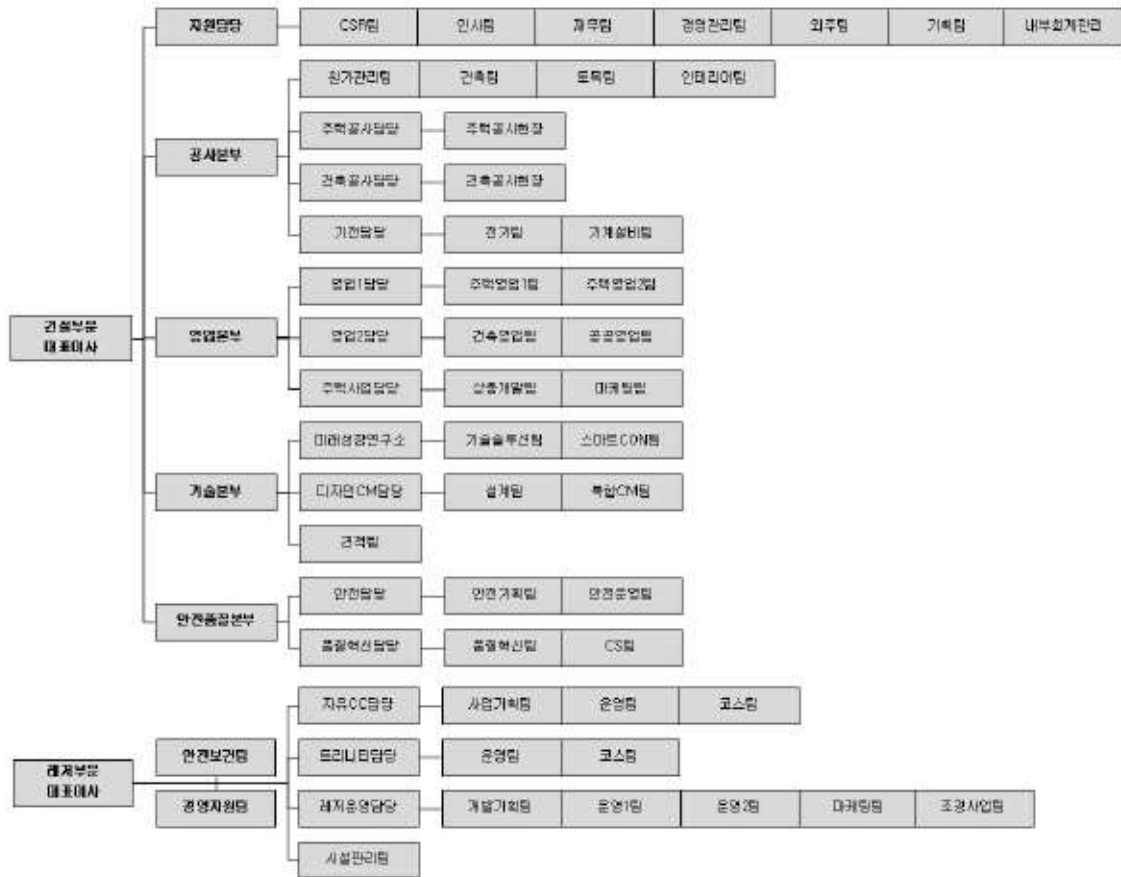 지원담당
CSR팀 인사팀 재무팀 경영관리팀 외주팀 기획팀 내부회계관리
원가관리팀 건축팀 토목팀 인테리어팀
주택공사담당 주택공사현장
공사본부
건축공사담당 건축공사현장
기전담당 전기팀 기계설비팀
영업1담당 주택영업1팀 주택영업2팀
건설부문
대표이사
영업본부
영업2담당 건축영업팀 공공영업팀
주택사업담당 상품개발팀 마케팅팀
미래성장연구소 기술솔루션팀 스마트CON팀
기술본부
디자인CM담당 설계팀 복합CM팀
견적팀
안전담당 안전기획팀 안전운영팀
안전품질본부
품질혁신담당 품질혁신팀 CS팀
자유CC담당 사업기획팀 운영팀 코스팀
안전보건팀
트리니티담당 운영팀 코스팀
레저부문
대표이사
경영지원팀
레저운영담당 개발기획팀 운영1팀 운영2팀 마케팅팀 조경사업팀
시설관리팀